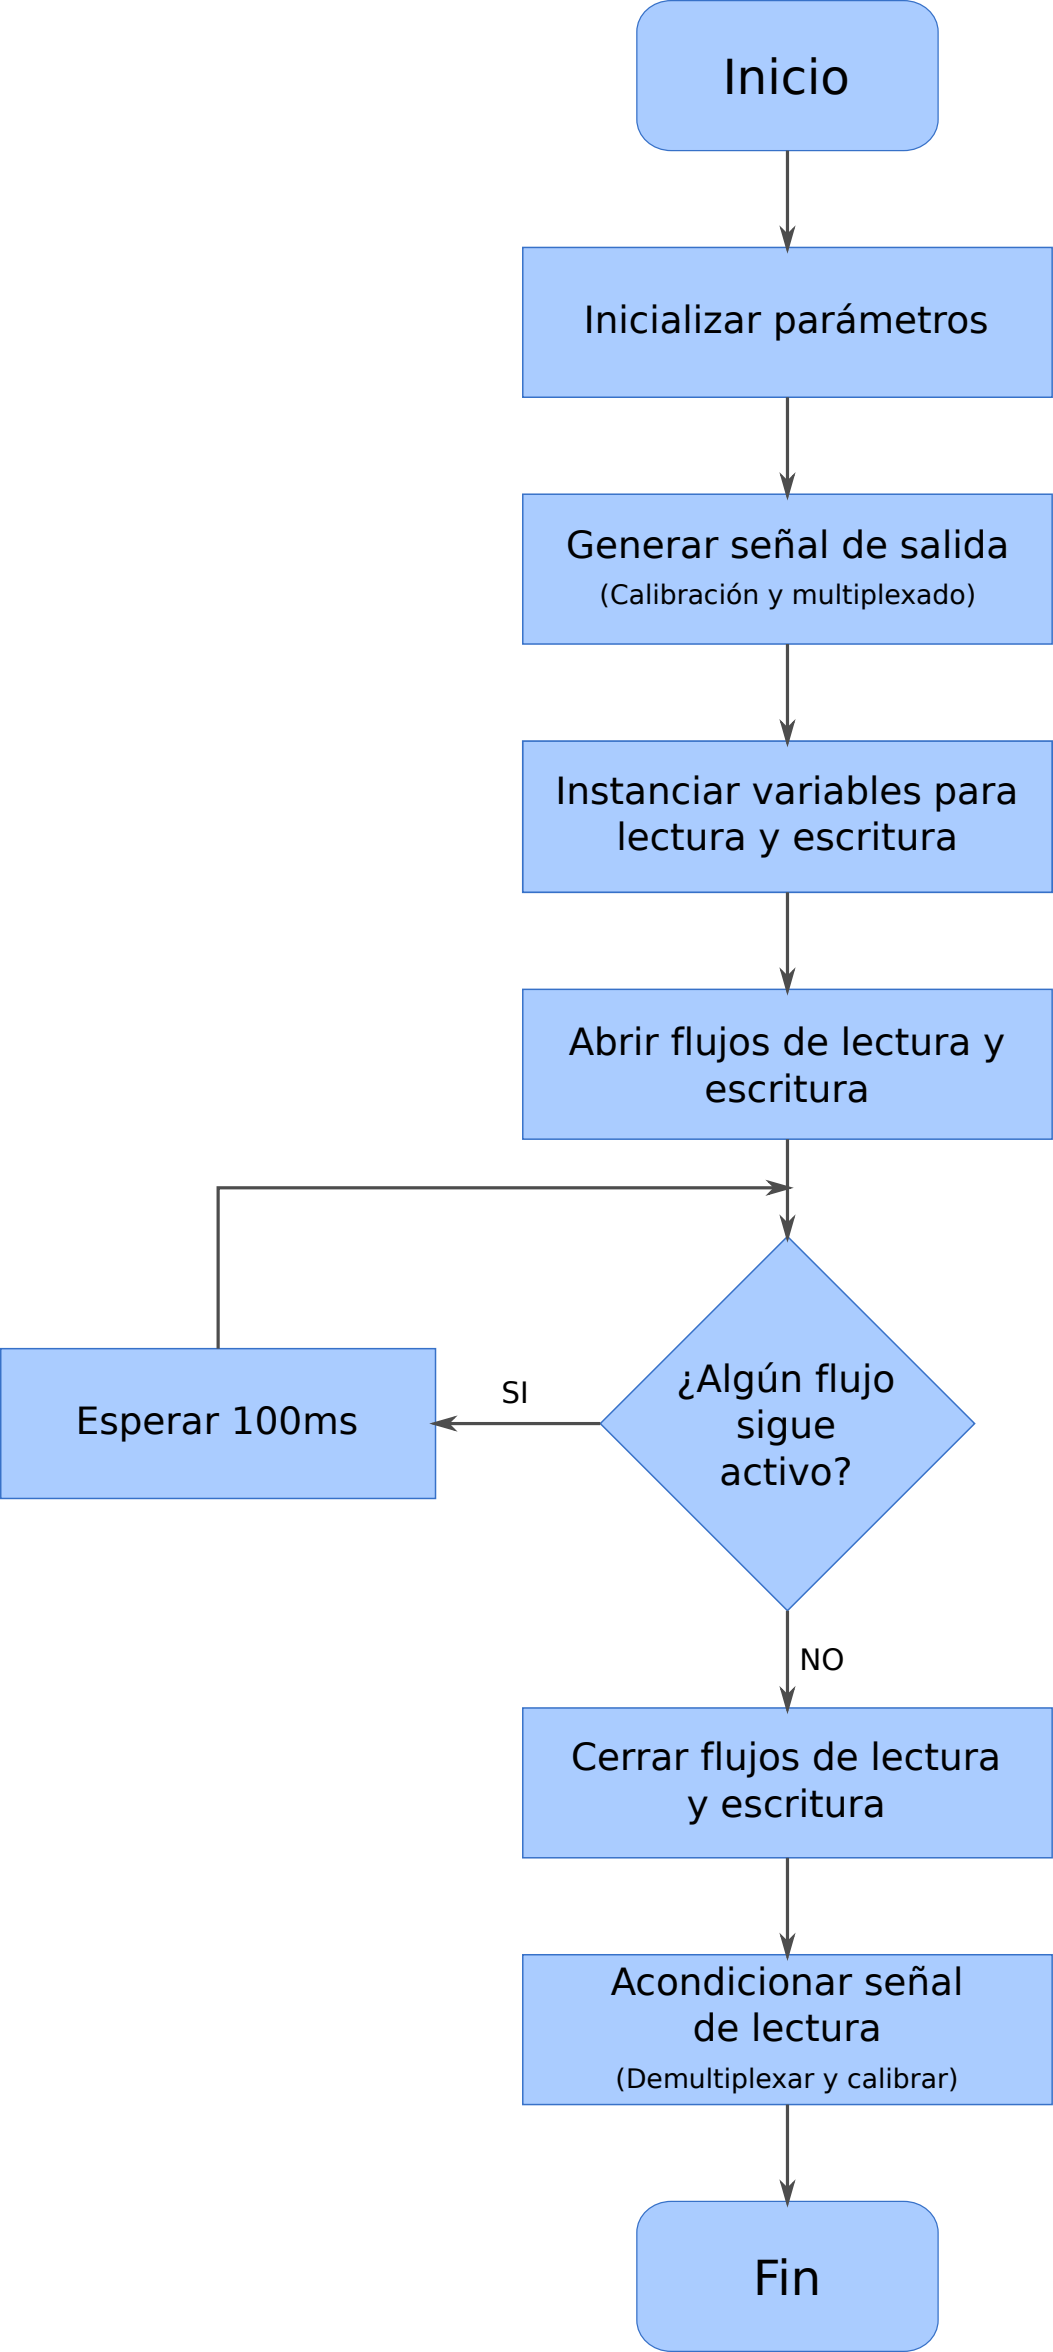 Inicio
Inicializar parámetros
Generar señal de salida
(Calibración y multiplexado)
Instanciar variables para
lectura y escritura
Abrir flujos de lectura y
escritura
¿Algún flujo
sigue
activo?
SI
Esperar 100ms
NO
Cerrar flujos de lectura
y escritura
Acondicionar señal
de lectura
(Demultiplexar y calibrar)
Fin